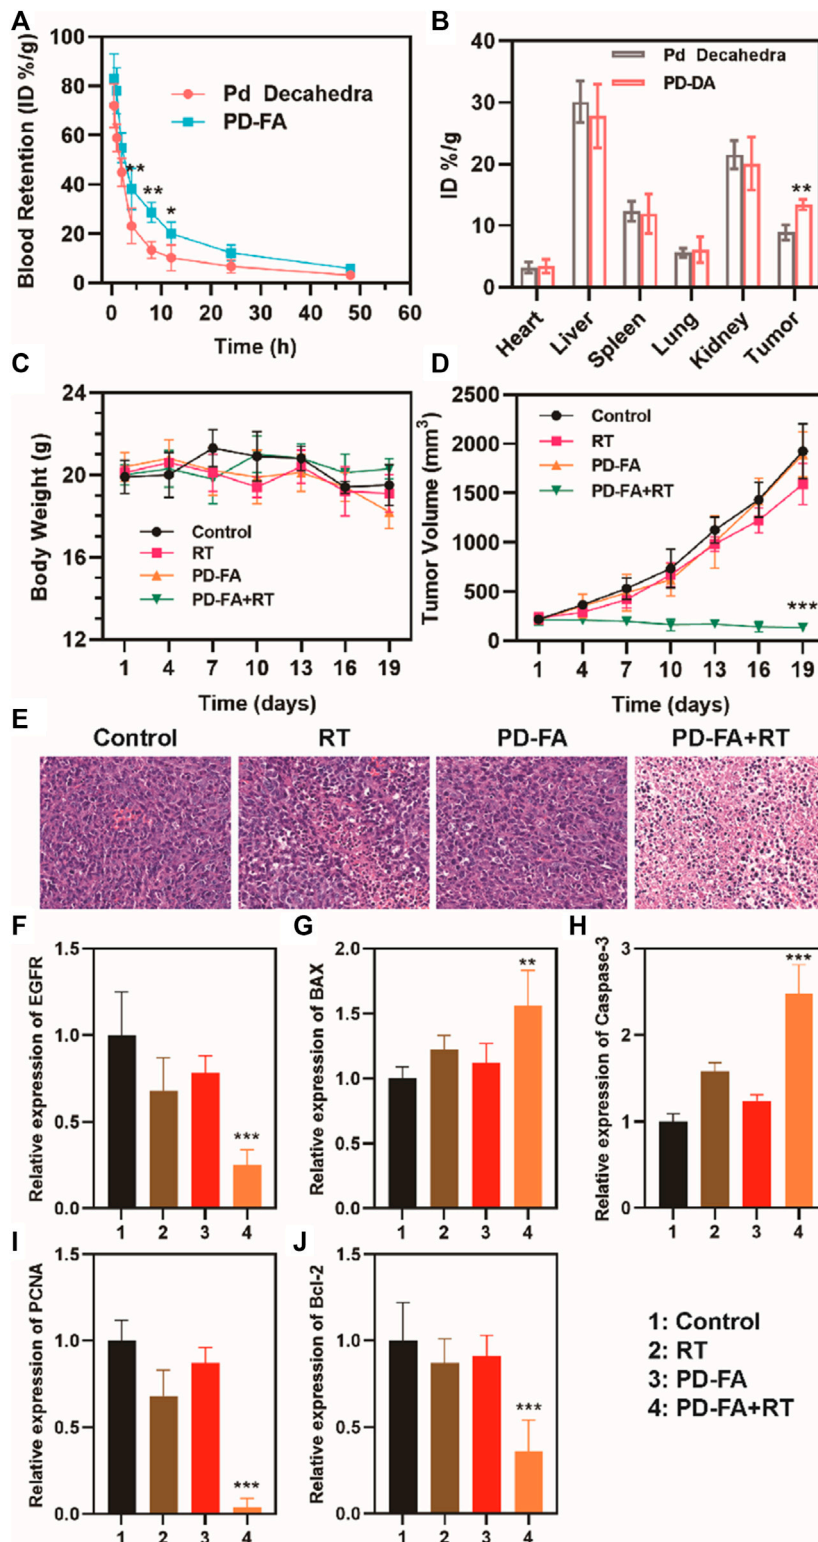 A
Blood Retention (ID %/g)
100
80
60
40
20
0
Pd Decahedra
PD-FA
**
**
*
0 10 20 30 40 50 60
Time (h)
B
ID %/g
40
30
20
10
0
Pd Decahedra
PD-DA
**
Heart
Liver
Spleen
Lung
Kidney
Tumor
C
Body Weight (g)
24
20
16
12
Control
RT
PD-FA
PD-FA+RT
1 4 7 10 13 16 19
Time (days)
D
Tumor Volume (mm³)
2500
2000
1500
1000
500
0
Control
RT
PD-FA
PD-FA+RT
***
1 4 7 10 13 16 19
Time (days)
E
Control RT PD-FA PD-FA+RT
F
Relative expression of EGFR
1.5
1.0
0.5
0.0
***
1 2 3 4
G
Relative expression of BAX
2.0
1.5
1.0
0.5
0.0
**
1 2 3 4
H
Relative expression of Caspase-3
3
2
1
0
***
1 2 3 4
I
Relative expression of PCNA
1.5
1.0
0.5
0.0
***
1 2 3 4
J
Relative expression of Bcl-2
1.5
1.0
0.5
0.0
***
1 2 3 4
1: Control
2: RT
3: PD-FA
4: PD-FA+RT